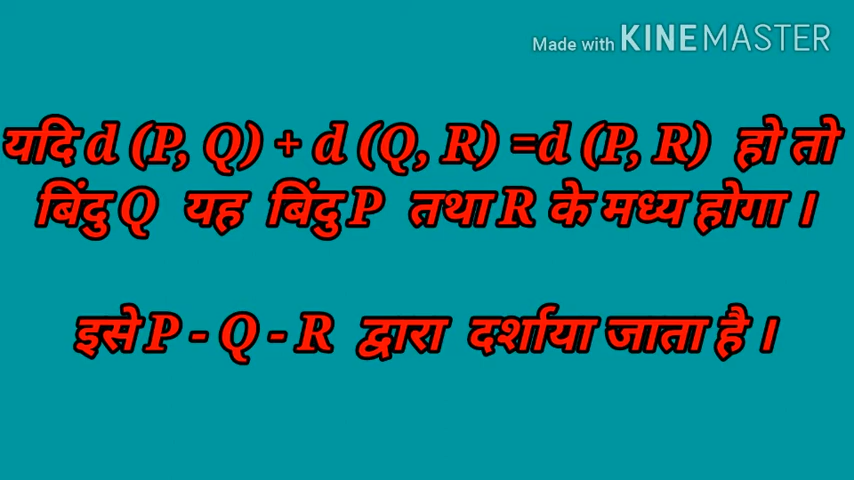 Made with KINEMASTER
यदि d (P, Q) + d (Q, R) =d (P, R) हो तो
बिंदु Q यह बिंदु P तथा R के मध्य होगा ।
इसे P - Q - R द्वारा दर्शाया जाता है ।